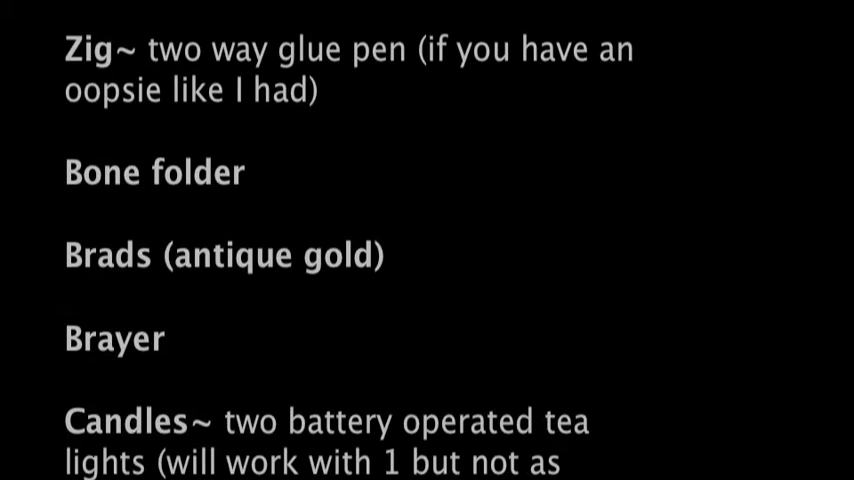 Zig~ two way glue pen (if you have an
oopsie like I had)
Bone folder
Brads (antique gold)
Brayer
Candles~ two battery operated tea
lights (will work with 1 but not as